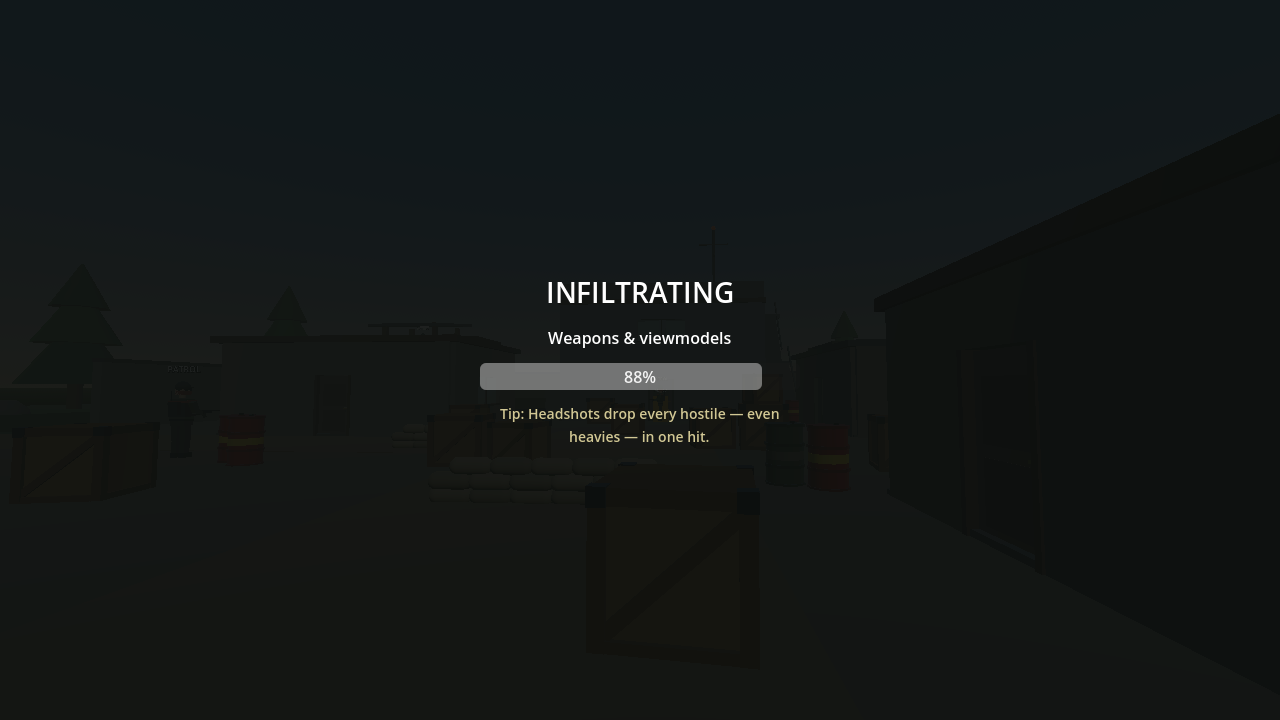 INFILTRATING
Weapons & viewmodels
88%
Tip: Headshots drop every hostile — even
heavies — in one hit.